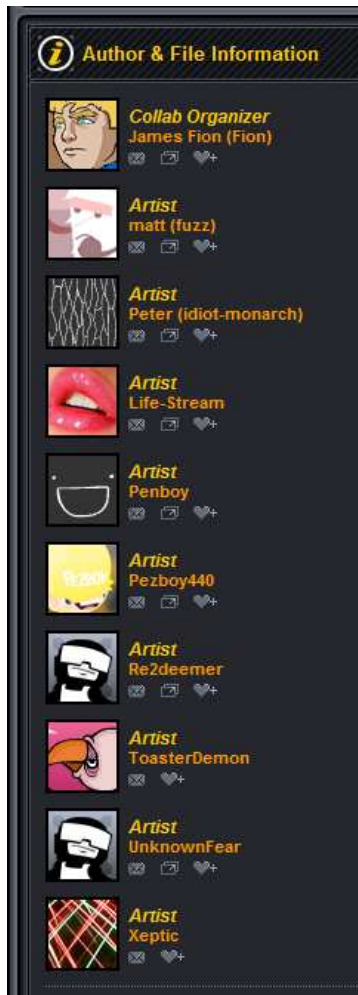 Author & File Information
Collab Organizer
James Fion (Fion)
Artist
matt (fuzz)
Artist
Peter (idiot-monarch)
Artist
Life-Stream
Artist
Penboy
Artist
Pezboy440
Artist
Re2deemer
Artist
ToasterDemon
Artist
UnknownFear
Artist
Xeptic